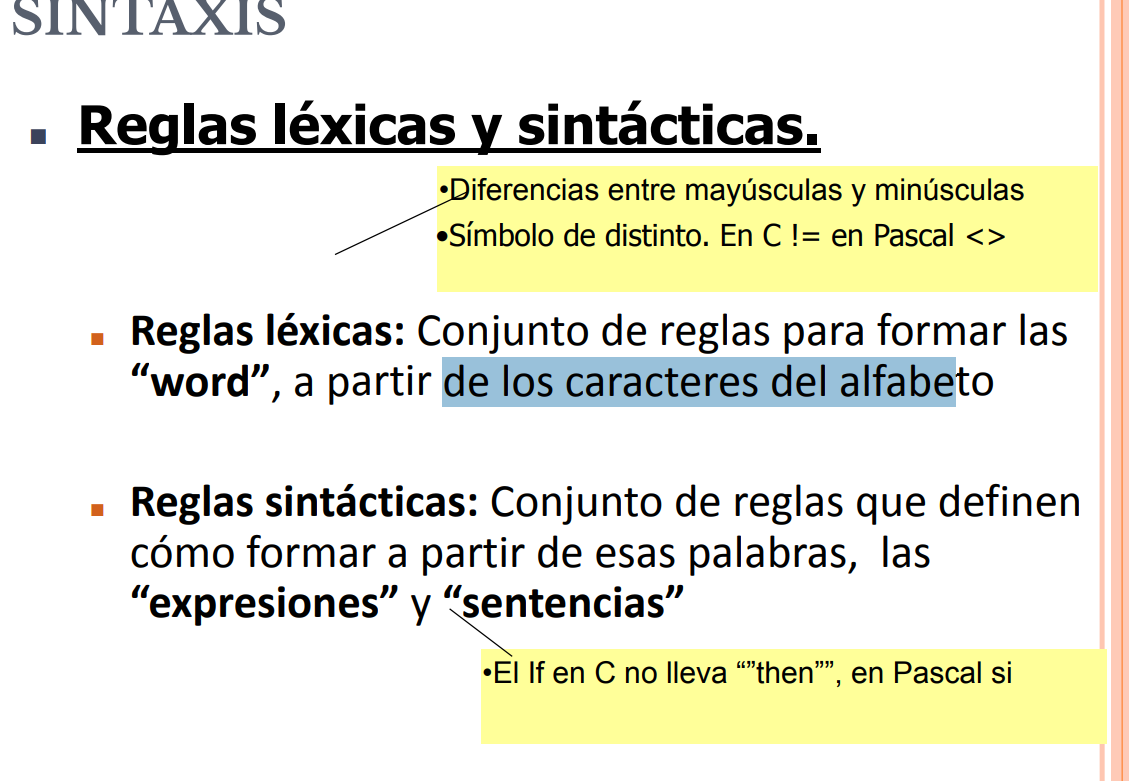 SINTAXIS
Reglas léxicas y sintácticas.
•Diferencias entre mayúsculas y minúsculas
•Símbolo de distinto. En C != en Pascal <>
Reglas léxicas: Conjunto de reglas para formar las
“word”, a partir de los caracteres del alfabeto
Reglas sintácticas: Conjunto de reglas que definen
cómo formar a partir de esas palabras, las
“expresiones” y “sentencias”
•El If en C no lleva “”then””, en Pascal si